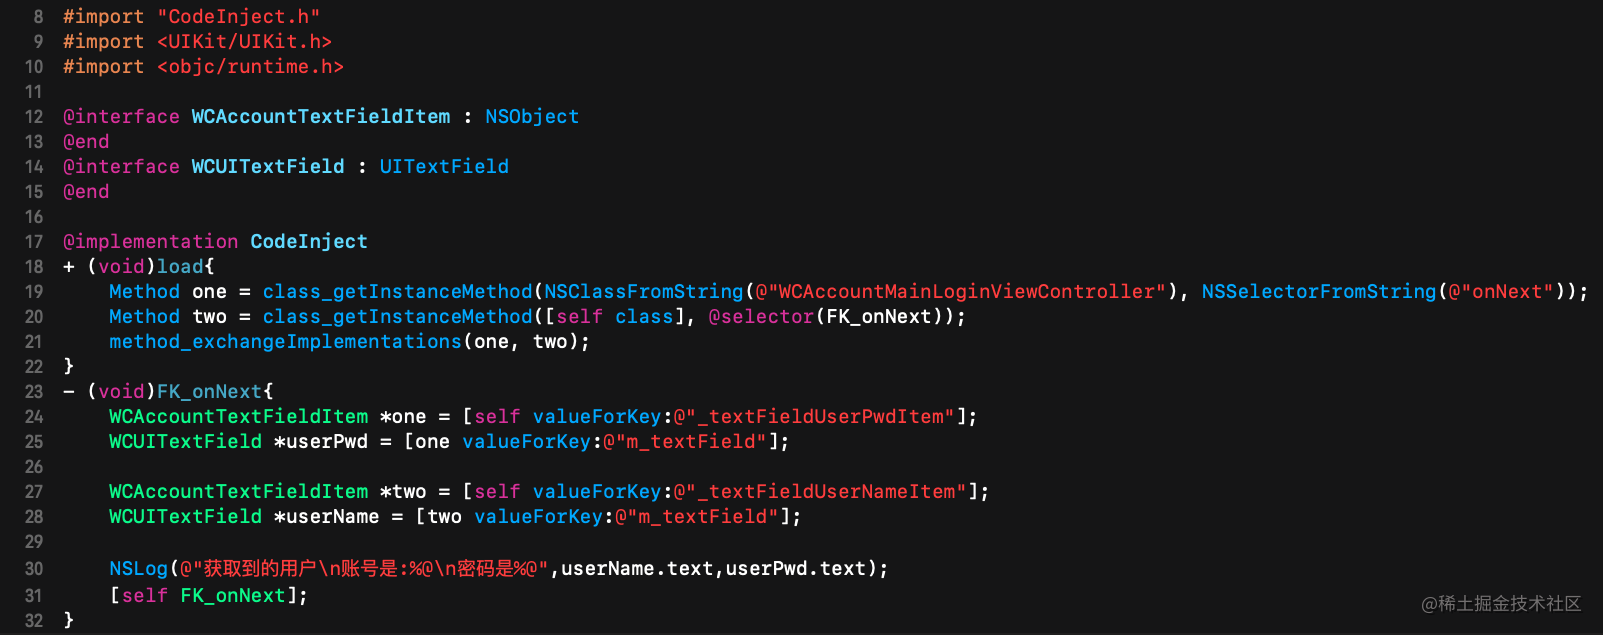 8 #import "CodeInject.h"
9 #import <UIKit/UIKit.h>
10 #import <objc/runtime.h>
11
12 @interface WCAccountTextFieldItem : NSObject
13 @end
14 @interface WCUITextField : UITextField
15 @end
16
17 @implementation CodeInject
18 + (void)load{
19     Method one = class_getInstanceMethod(NSClassFromString(@"WCAccountMainLoginViewController"), NSSelectorFromString(@"onNext"));
20     Method two = class_getInstanceMethod([self class], @selector(FK_onNext));
21     method_exchangeImplementations(one, two);
22 }
23 - (void)FK_onNext{
24     WCAccountTextFieldItem *one = [self valueForKey:@"_textFieldUserPwdItem"];
25     WCUITextField *userPwd = [one valueForKey:@"m_textField"];
26
27     WCAccountTextFieldItem *two = [self valueForKey:@"_textFieldUserNameItem"];
28     WCUITextField *userName = [two valueForKey:@"m_textField"];
29
30     NSLog(@"获取到的用户\n账号是:%@\n密码是%@",userName.text,userPwd.text);
31     [self FK_onNext];
32 }
@稀土掘金技术社区